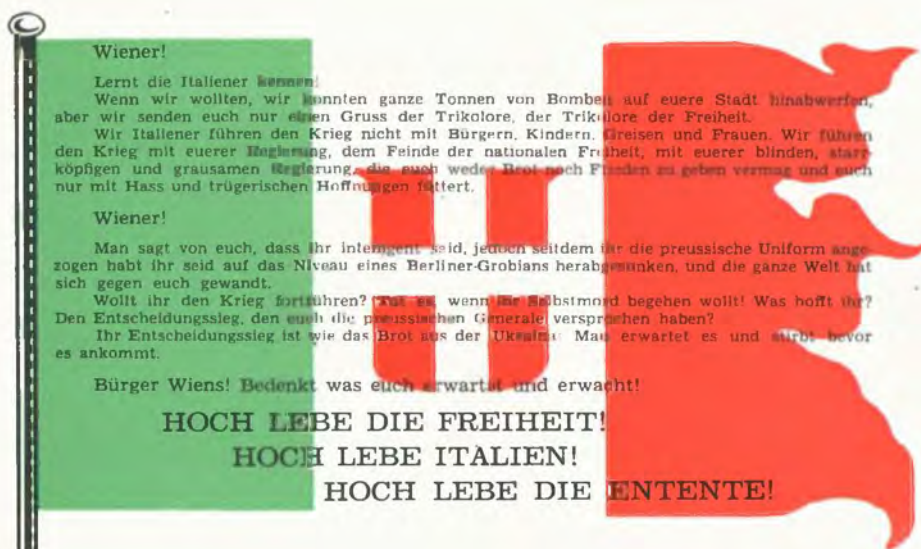 Wiener!
Lernt die Italiener kennen!
Wenn wir wollten, wir könnten ganze Tonnen von Bomben auf euere Stadt hinabwerfen,
aber wir senden euch nur einen Gruss der Trikolore, der Trikolore der Freiheit.
Wir Italiener führen den Krieg nicht mit Bürgern, Kindern, Greisen und Frauen. Wir führen
den Krieg mit euerer Regierung, dem Feinde der nationalen Freiheit, mit euerer blinden, starr-
köpfigen und grausamen Regierung, die euch weder Brot noch Frieden zu geben vermag und euch
nur mit Hass und trügerischen Hoffnungen füttert.
Wiener!
Man sagt von euch, dass ihr intelligent seid, jedoch seitdem ihr die preussische Uniform ange-
zogen habt ihr seid auf das Niveau eines Berliner-Grobians herabgesunken, und die ganze Welt hat
sich gegen euch gewandt.
Wollt ihr den Krieg fortführen? Tut es, wenn ihr Selbstmord begehen wollt! Was hofft ihr?
Den Entscheidungssieg, den euch die preussischen Generale versprochen haben?
Ihr Entscheidungssieg ist wie das Brot aus der Ukraina: Man erwartet es und stirbt bevor
es ankommt.
Bürger Wiens! Bedenkt was euch erwartet und erwacht!
HOCH LEBE DIE FREIHEIT!
HOCH LEBE ITALIEN!
HOCH LEBE DIE ENTENTE!